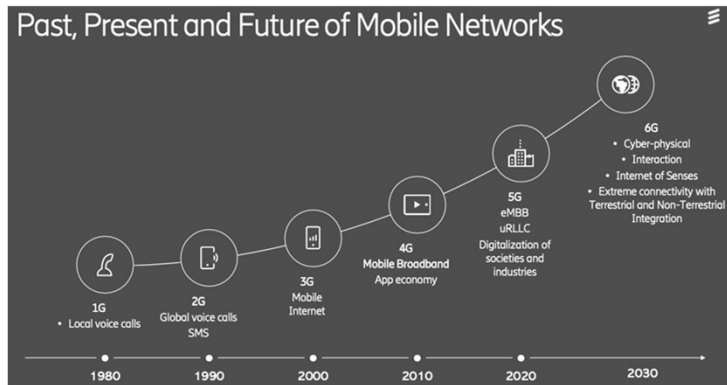 Past, Present and Future of Mobile Networks
1G
• Local voice calls
2G
Global voice calls
SMS
3G
Mobile
Internet
4G
Mobile Broadband
App economy
5G
eMBB
uRLLC
Digitalization of
societies and
industries
6G
• Cyber-physical
• Interaction
• Internet of Senses
• Extreme connectivity with
Terrestrial and Non-Terrestrial
Integration
1980
1990
2000
2010
2020
2030